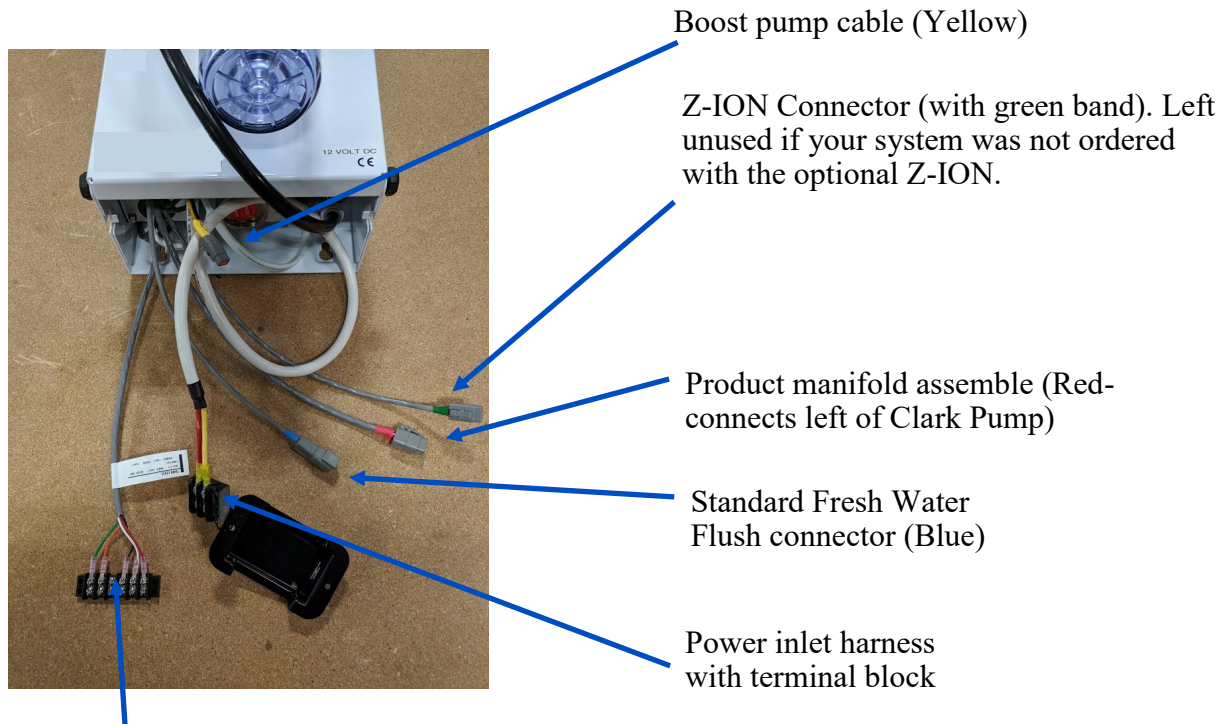 Boost pump cable (Yellow)
Z-ION Connector (with green band). Left
unused if your system was not ordered
with the optional Z-ION.
12 VOLT DC
CE
Product manifold assemble (Red-
connects left of Clark Pump)
Standard Fresh Water
Flush connector (Blue)
Power inlet harness
with terminal block